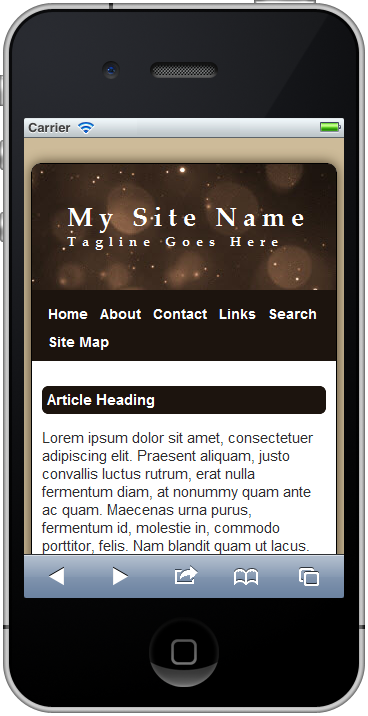 Carrier
My Site Name
Tagline Goes Here
Home About Contact Links Search
Site Map
Article Heading
Lorem ipsum dolor sit amet, consectetuer
adipiscing elit. Praesent aliquam, justo
convallis luctus rutrum, erat nulla
fermentum diam, at nonummy quam ante
ac quam. Maecenas urna purus,
fermentum id, molestie in, commodo
porttitor, felis. Nam blandit quam ut lacus.